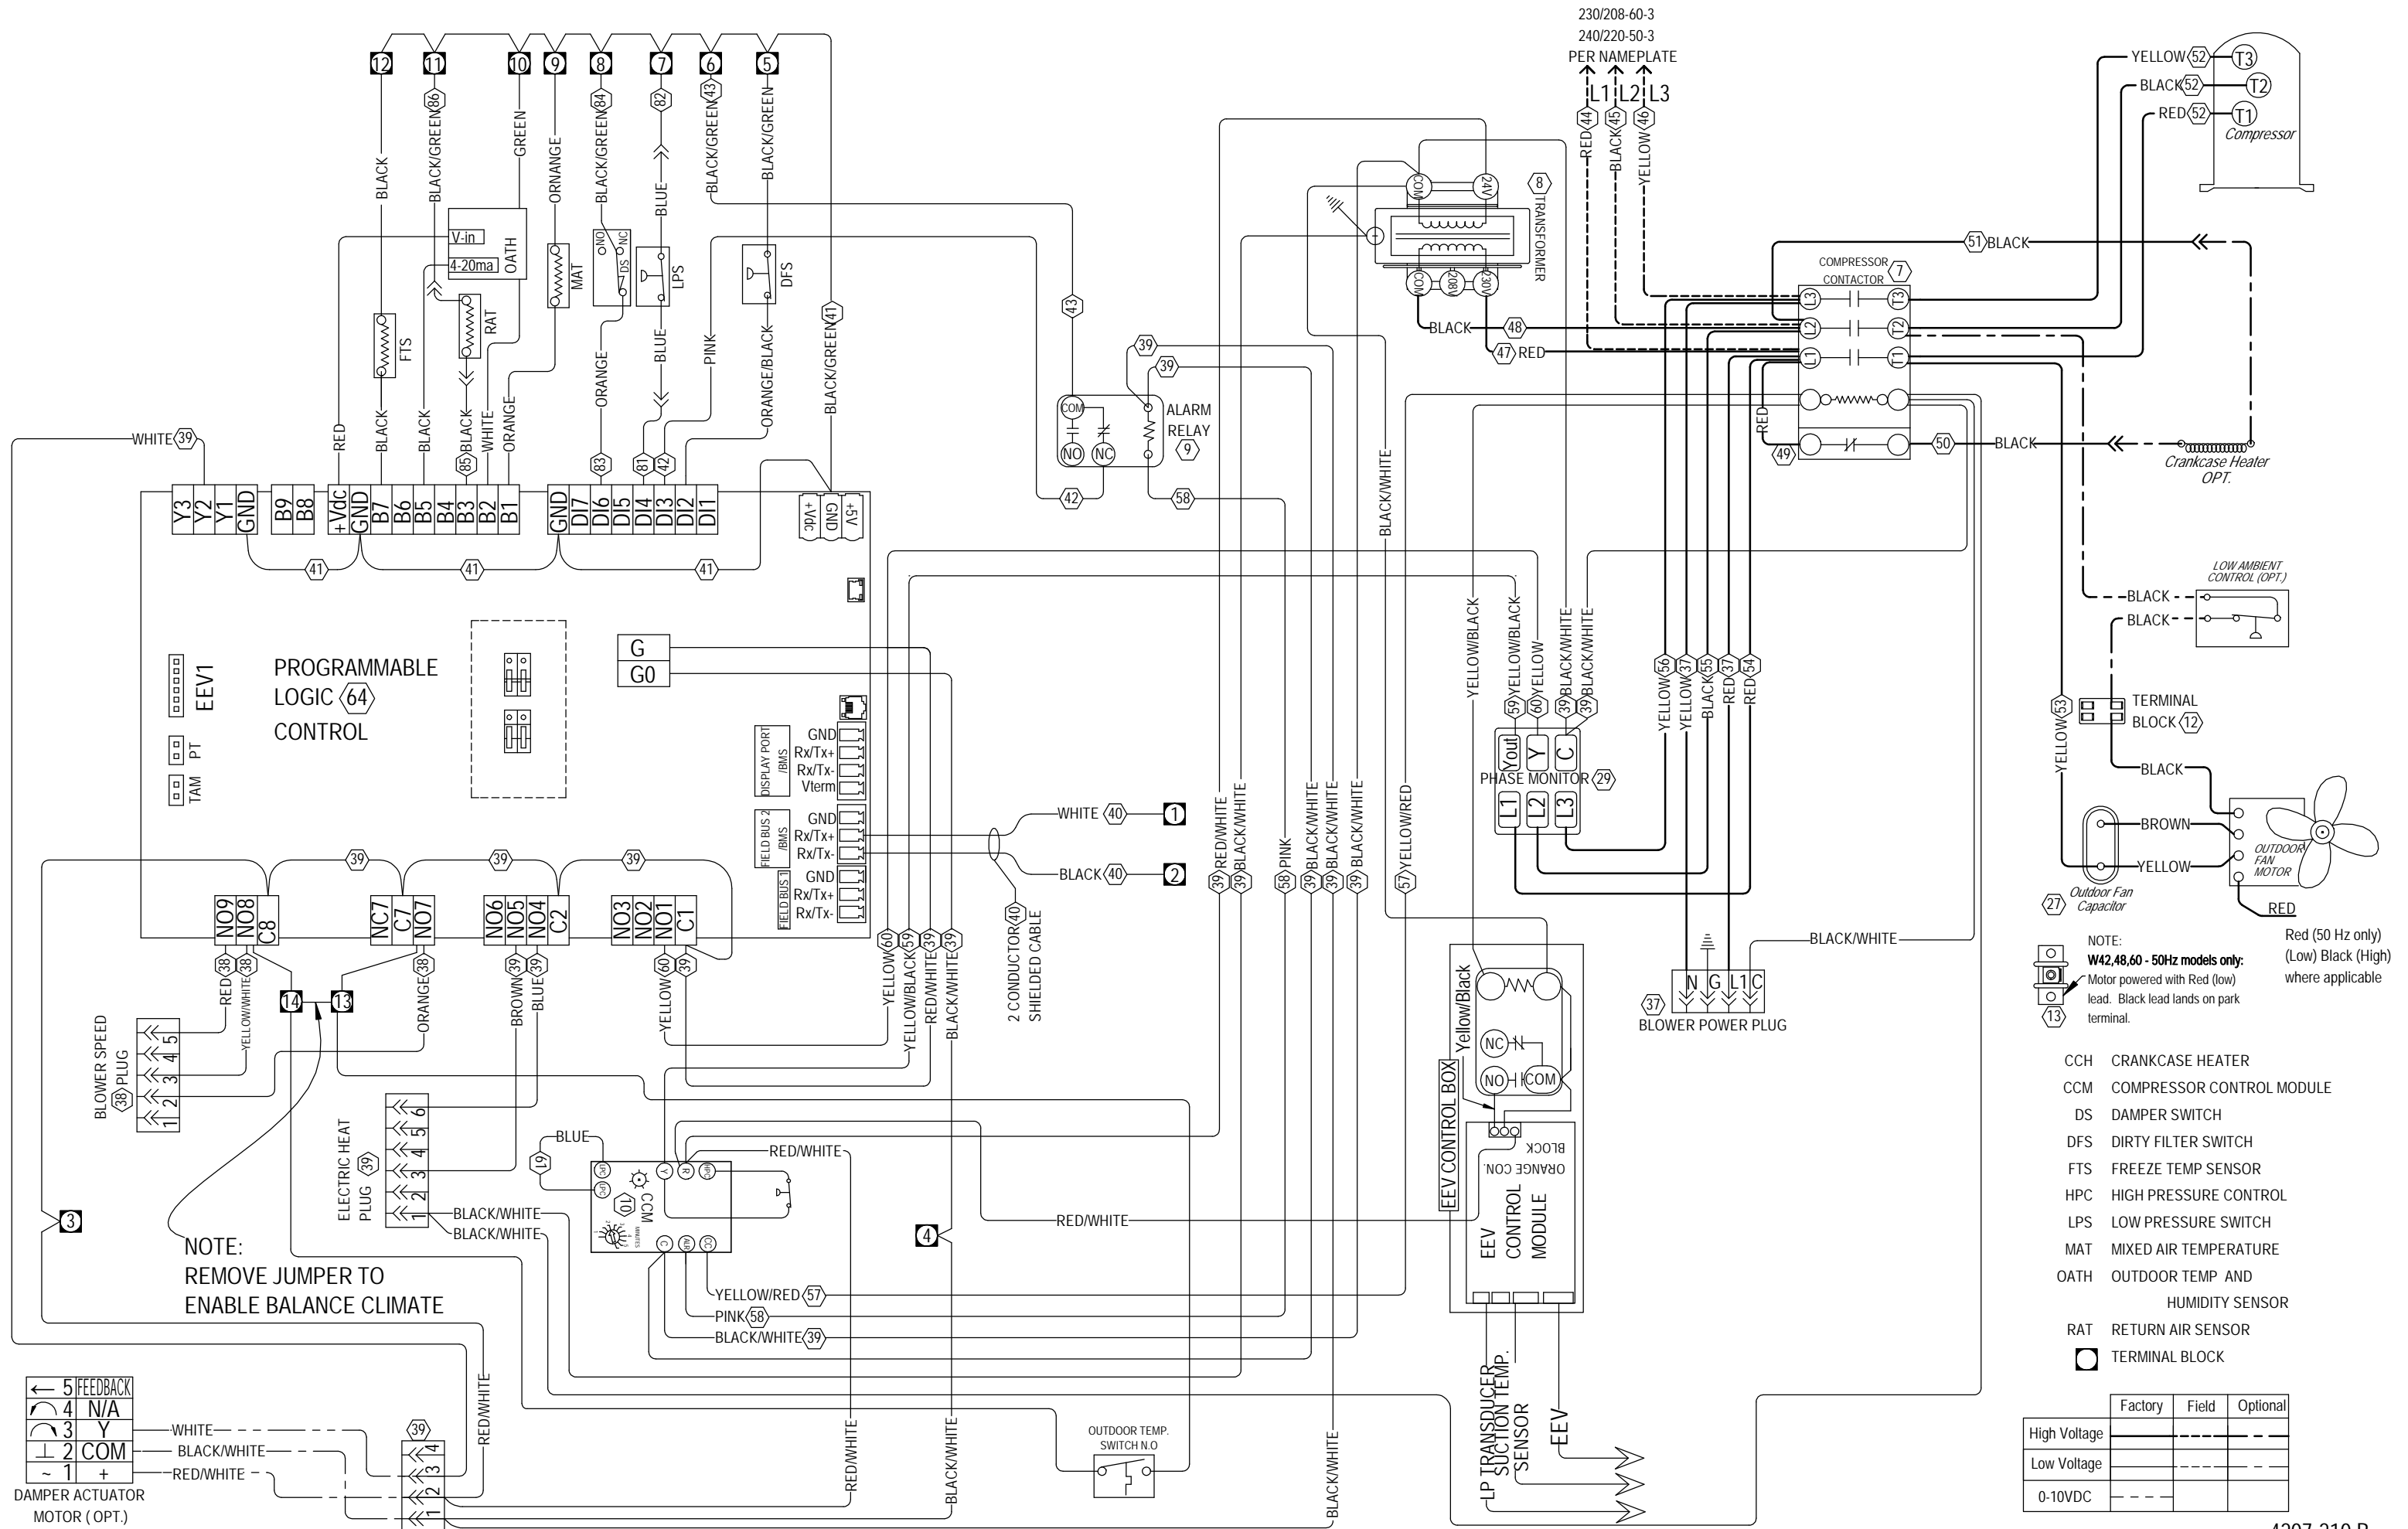 230/208-60-3
240/220-50-3
PER NAMEPLATE
L1 L2 L3
44 45 46
RED BLACK YELLOW
12 11 10 9 8 7 6 5
86 84 82 43
BLACK
BLACK/GREEN
GREEN
ORNANGE
BLACK/GREEN
BLUE
BLACK/GREEN
BLACK/GREEN
V-in
4-20ma
OATH
FTS
RAT
MAT
NO NC
DS
LPS
DFS
RED
BLACK
BLACK
BLACK 85
WHITE
ORANGE
ORANGE 83
BLUE 81
PINK 42
ORANGE/BLACK
BLACK/GREEN 41
WHITE 39
Y3 Y2 Y1 GND
B9 B8
+Vdc GND B7 B6 B5 B4 B3 B2 B1
GND DI7 DI6 DI5 DI4 DI3 DI2 DI1
+Vdc GND +5V
41 41 41
PROGRAMMABLE
LOGIC 64
CONTROL
EEV1
PT
TAM
G
G0
DISPLAY PORT
/BMS
GND
Rx/Tx+
Rx/Tx-
Vterm
FIELD BUS 2
/BMS
GND
Rx/Tx+
Rx/Tx-
FIELD BUS 1
GND
Rx/Tx+
Rx/Tx-
WHITE 40 1
BLACK 40 2
2 CONDUCTOR 40
SHIELDED CABLE
39 39 39
NO9 NO8 C8
NC7 C7 NO7
NO6 NO5 NO4 C2
NO3 NO2 NO1 C1
RED 38
YELLOW/WHITE 38
ORANGE 38
BROWN 39
BLUE 39
YELLOW 60
39
YELLOW 60
YELLOW/BLACK 59
RED/WHITE 39
BLACK/WHITE 39
14 13
BLOWER SPEED
38 PLUG
5 4 3 2 1
ELECTRIC HEAT
PLUG 39
6 5 4 3 2 1
3
NOTE:
REMOVE JUMPER TO
ENABLE BALANCE CLIMATE
BLACK/WHITE
BLACK/WHITE
BLUE
61
LPC
LPC
Y R HPC
CCM
10
MINUTES
C ALR CC
RED/WHITE
RED/WHITE
4
YELLOW/RED 57
PINK 58
BLACK/WHITE 39
5 FEEDBACK
4 N/A
3 Y
2 COM
~ 1 +
DAMPER ACTUATOR
MOTOR ( OPT.)
WHITE
BLACK/WHITE
RED/WHITE
RED/WHITE
39
4 3 2 1
RED/WHITE
BLACK/WHITE
OUTDOOR TEMP.
SWITCH N.O
BLACK/WHITE
43
39
39
COM
NO NC
ALARM
RELAY
9
42
58
COM 24V
8
TRANSFORMER
COM 208V 230V
BLACK 48
47 RED
RED/WHITE 39
BLACK/WHITE 39
PINK 58
BLACK/WHITE 39
BLACK/WHITE 39
BLACK/WHITE 39
YELLOW/RED 57
BLACK/WHITE
YELLOW/BLACK
YELLOW/BLACK 59
YELLOW 60
BLACK/WHITE 39
BLACK/WHITE 39
Yout Y C
PHASE MONITOR 29
L1 L2 L3
YELLOW 56
YELLOW 37
BLACK 55
RED 37
RED 54
N G L1 C
37
BLOWER POWER PLUG
BLACK/WHITE
Yellow/Black
NC
NO COM
EEV CONTROL BOX
BLOCK
ORANGE CON.
EEV
CONTROL
MODULE
LP TRANSDUCER
SUCTION TEMP.
SENSOR
EEV
YELLOW 52 T3
BLACK 52 T2
RED 52 T1
Compressor
51 BLACK
COMPRESSOR
CONTACTOR 7
L3 T3
L2 T2
L1 T1
RED
49
50 BLACK
Crankcase Heater
OPT.
LOW AMBIENT
CONTROL (OPT.)
BLACK
BLACK
YELLOW 53
TERMINAL
BLOCK 12
BLACK
BROWN
YELLOW
OUTDOOR
FAN
MOTOR
27
Outdoor Fan
Capacitor
RED
Red (50 Hz only)
(Low) Black (High)
where applicable
NOTE:
W42,48,60 - 50Hz models only:
Motor powered with Red (low)
lead. Black lead lands on park
terminal.
13
CCH CRANKCASE HEATER
CCM COMPRESSOR CONTROL MODULE
DS DAMPER SWITCH
DFS DIRTY FILTER SWITCH
FTS FREEZE TEMP SENSOR
HPC HIGH PRESSURE CONTROL
LPS LOW PRESSURE SWITCH
MAT MIXED AIR TEMPERATURE
OATH OUTDOOR TEMP AND
HUMIDITY SENSOR
RAT RETURN AIR SENSOR
TERMINAL BLOCK
Factory Field Optional
High Voltage
Low Voltage
0-10VDC